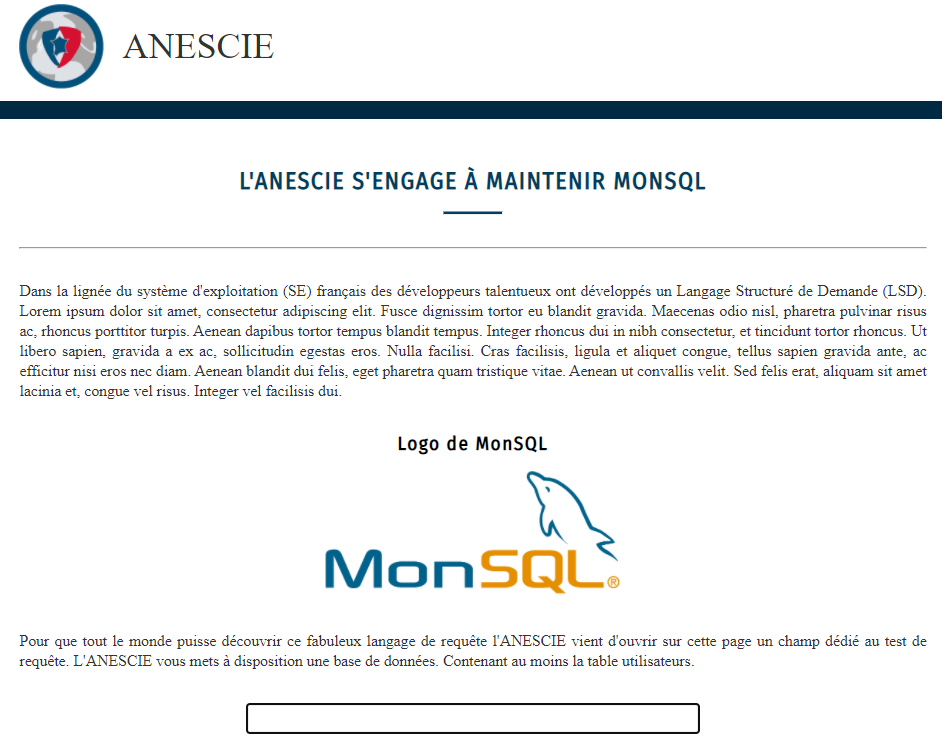 ANESCIE
L'ANESCIE S'ENGAGE À MAINTENIR MONSQL
Dans la lignée du système d'exploitation (SE) français des développeurs talentueux ont développés un Langage Structuré de Demande (LSD).
Lorem ipsum dolor sit amet, consectetur adipiscing elit. Fusce dignissim tortor eu blandit gravida. Maecenas odio nisl, pharetra pulvinar risus
ac, rhoncus porttitor turpis. Aenean dapibus tortor tempus blandit tempus. Integer rhoncus dui in nibh consectetur, et tincidunt tortor rhoncus. Ut
libero sapien, gravida a ex ac, sollicitudin egestas eros. Nulla facilisi. Cras facilisis, ligula et aliquet congue, tellus sapien gravida ante, ac
efficitur nisi eros nec diam. Aenean blandit dui felis, eget pharetra quam tristique vitae. Aenean ut convallis velit. Sed felis erat, aliquam sit amet
lacinia et, congue vel risus. Integer vel facilisis dui.
Logo de MonSQL
MonSQL®
Pour que tout le monde puisse découvrir ce fabuleux langage de requête l'ANESCIE vient d'ouvrir sur cette page un champ dédié au test de
requête. L'ANESCIE vous mets à disposition une base de données. Contenant au moins la table utilisateurs.